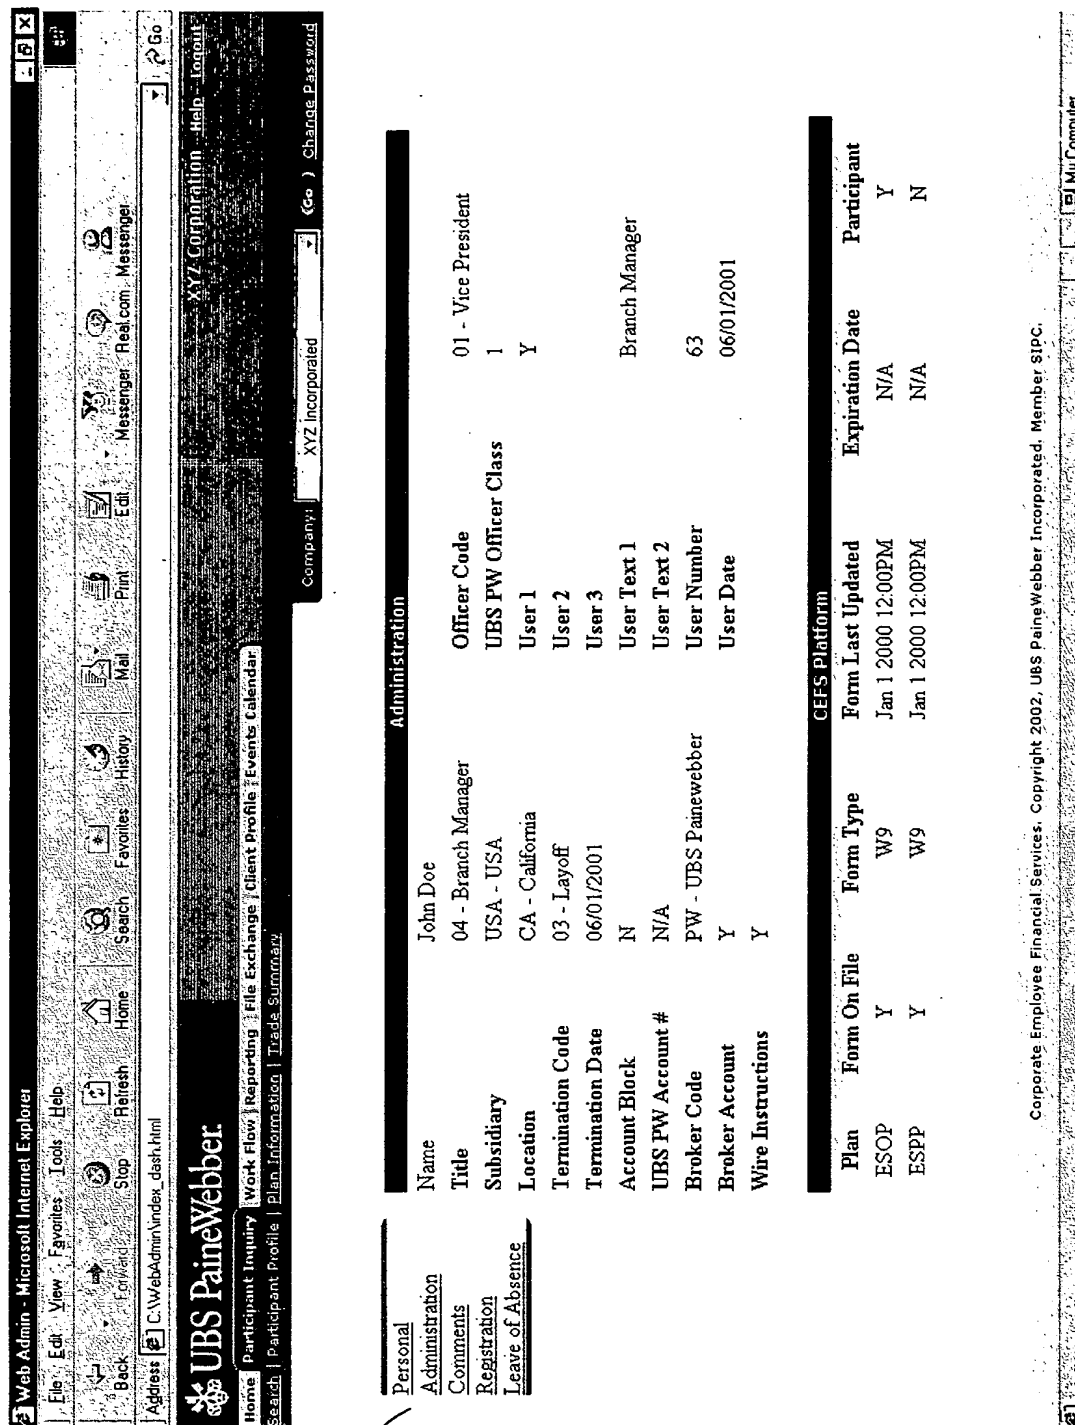 Web Admin - Microsoft Internet Explorer
File Edit View Favorites Tools Help
Back Forward Stop Refresh Home Search Favorites History Mail Print Edit Messenger Real.com Messenger
Address C:\WebAdmin\index_dash.html Go
UBS PaineWebber. XYZ Corporation Help - Logout
Home Participant Inquiry Work Flow Reporting File Exchange Client Profile Events Calendar
Search | Participant Profile | Plan Information | Trade Summary
Company: XYZ Incorporated (Go ) Change Password
Personal
Administration
Comments
Registration
Leave of Absence
Administration
Name John Doe
Title 04 - Branch Manager Officer Code 01 - Vice President
Subsidiary USA - USA UBS PW Officer Class 1
Location CA - California User 1 Y
Termination Code 03 - Layoff User 2
Termination Date 06/01/2001 User 3
Account Block N User Text 1 Branch Manager
UBS PW Account # N/A User Text 2
Broker Code PW - UBS Painewebber User Number 63
Broker Account Y User Date 06/01/2001
Wire Instructions Y
CEFS Platform
Plan Form On File Form Type Form Last Updated Expiration Date Participant
ESOP Y W9 Jan 1 2000 12:00PM N/A Y
ESPP Y W9 Jan 1 2000 12:00PM N/A N
Corporate Employee Financial Services. Copyright 2002, UBS PaineWebber Incorporated. Member SIPC.
My Computer